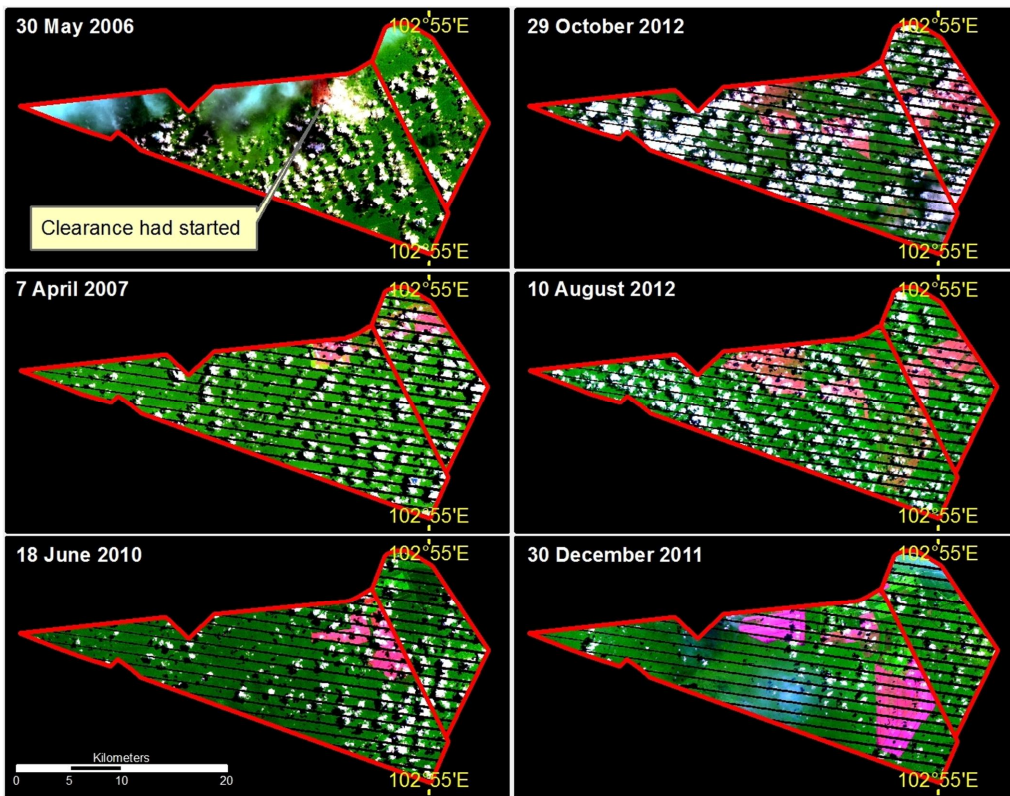 30 May 2006
102°55'E
Clearance had started
102°55'E
29 October 2012
102°55'E
102°55'E
7 April 2007
102°55'E
102°55'E
10 August 2012
102°55'E
102°55'E
18 June 2010
102°55'E
Kilometers
0 5 10 20
102°55'E
30 December 2011
102°55'E
102°55'E